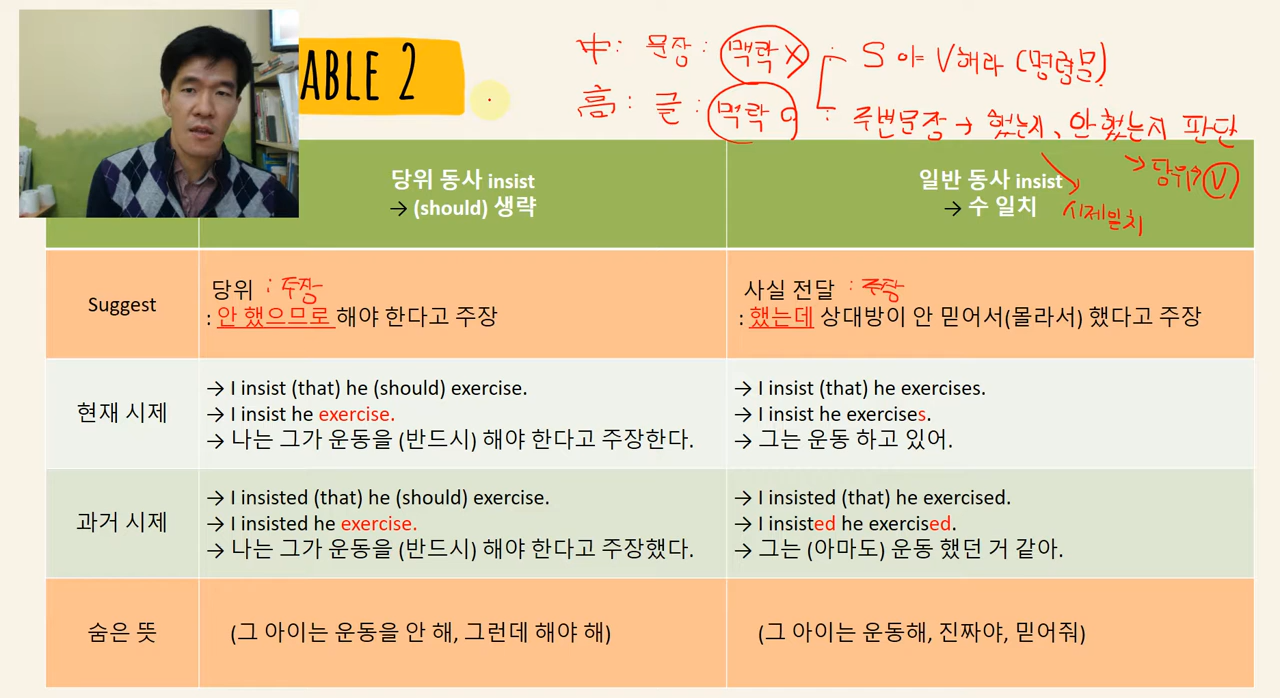 ABLE 2
中: 문장: 맥락 X : S 야 V해라 (명령문)
高: 글: 맥락 O : 주변문장 → 했는지, 안 했는지 판단
→ 당위 V
시제일치
당위 동사 insist
→ (should) 생략
일반 동사 insist
→ 수 일치
Suggest
당위 : 주장
: 안 했으므로 해야 한다고 주장
사실 전달 : 주장
: 했는데 상대방이 안 믿어서(몰라서) 했다고 주장
현재 시제
→ I insist (that) he (should) exercise.
→ I insist he exercise.
→ 나는 그가 운동을 (반드시) 해야 한다고 주장한다.
→ I insist (that) he exercises.
→ I insist he exercises.
→ 그는 운동 하고 있어.
과거 시제
→ I insisted (that) he (should) exercise.
→ I insisted he exercise.
→ 나는 그가 운동을 (반드시) 해야 한다고 주장했다.
→ I insisted (that) he exercised.
→ I insisted he exercised.
→ 그는 (아마도) 운동 했던 거 같아.
숨은 뜻
(그 아이는 운동을 안 해, 그런데 해야 해)
(그 아이는 운동해, 진짜야, 믿어줘)